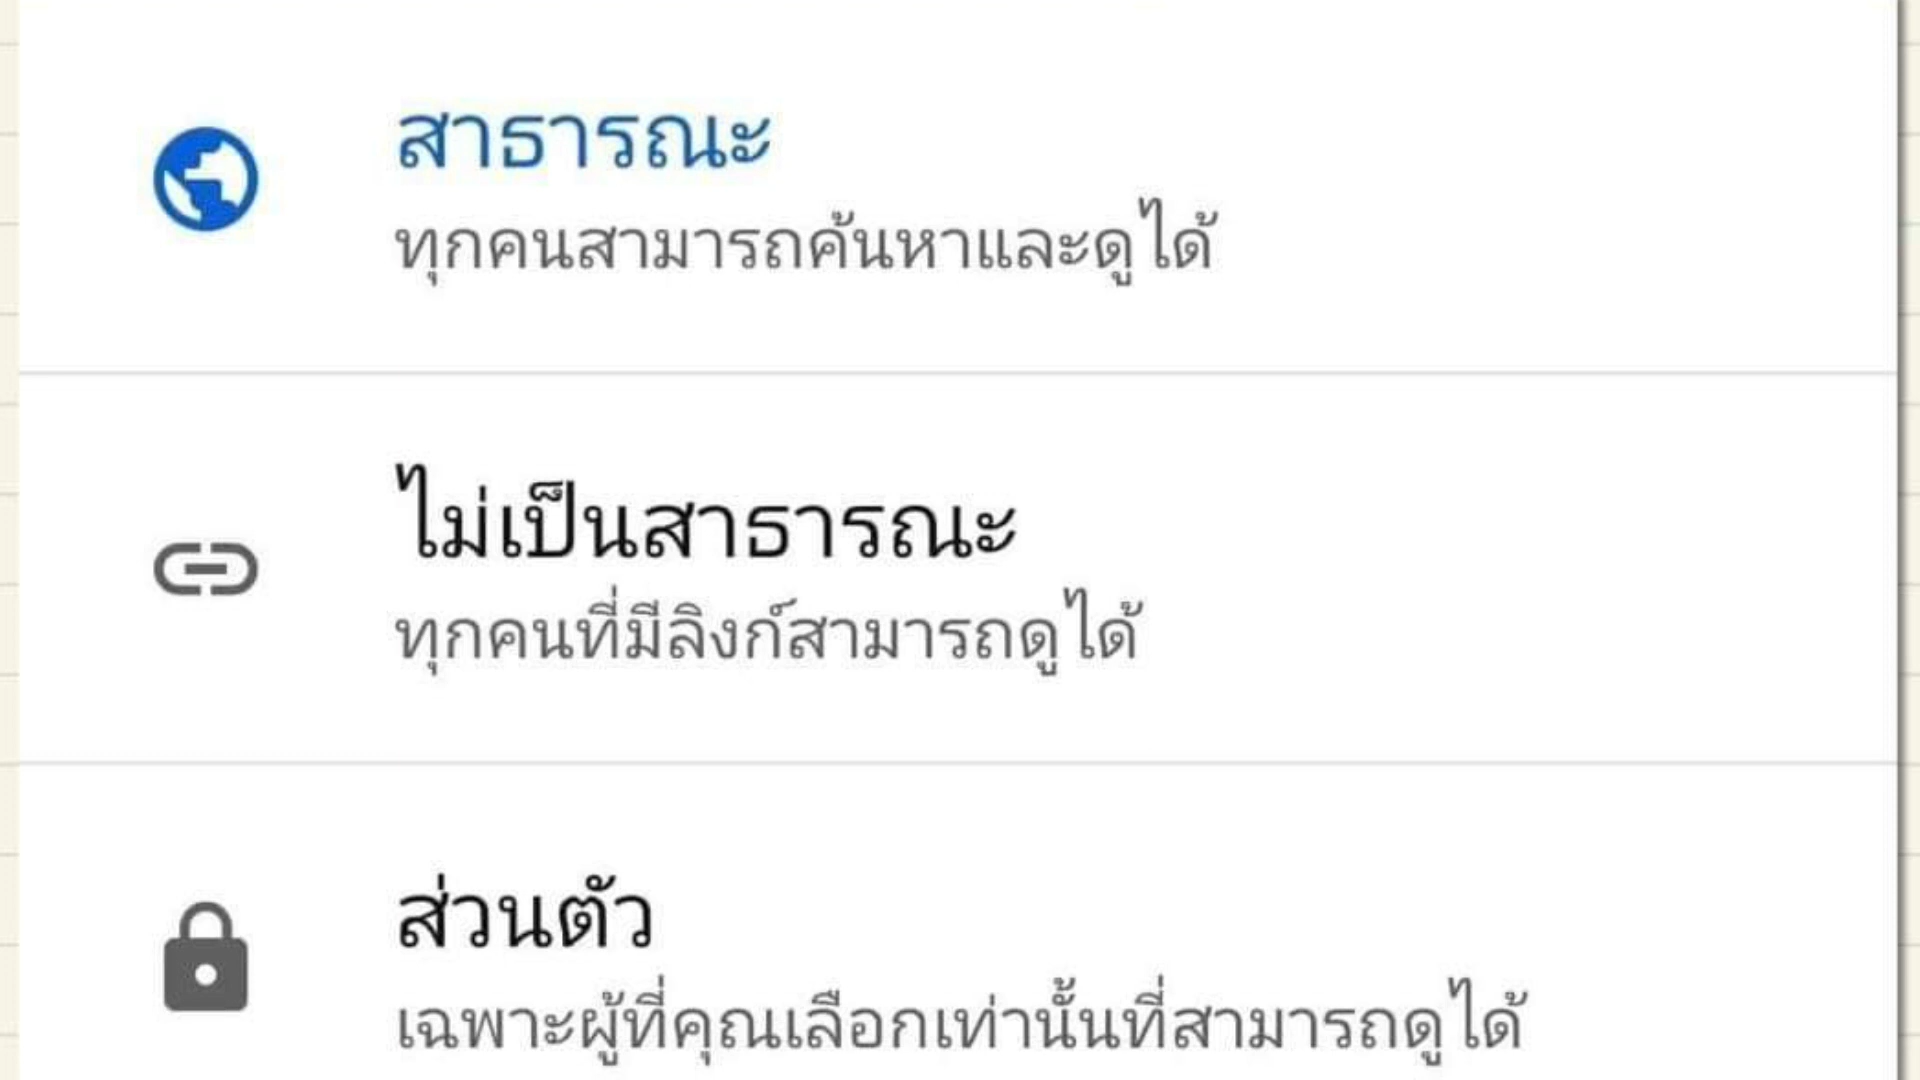 สาธารณะ
ทุกคนสามารถค้นหาและดูได้
ไม่เป็นสาธารณะ
ทุกคนที่มีลิงก์สามารถดูได้
ส่วนตัว
เฉพาะผู้ที่คุณเลือกเท่านั้นที่สามารถดูได้